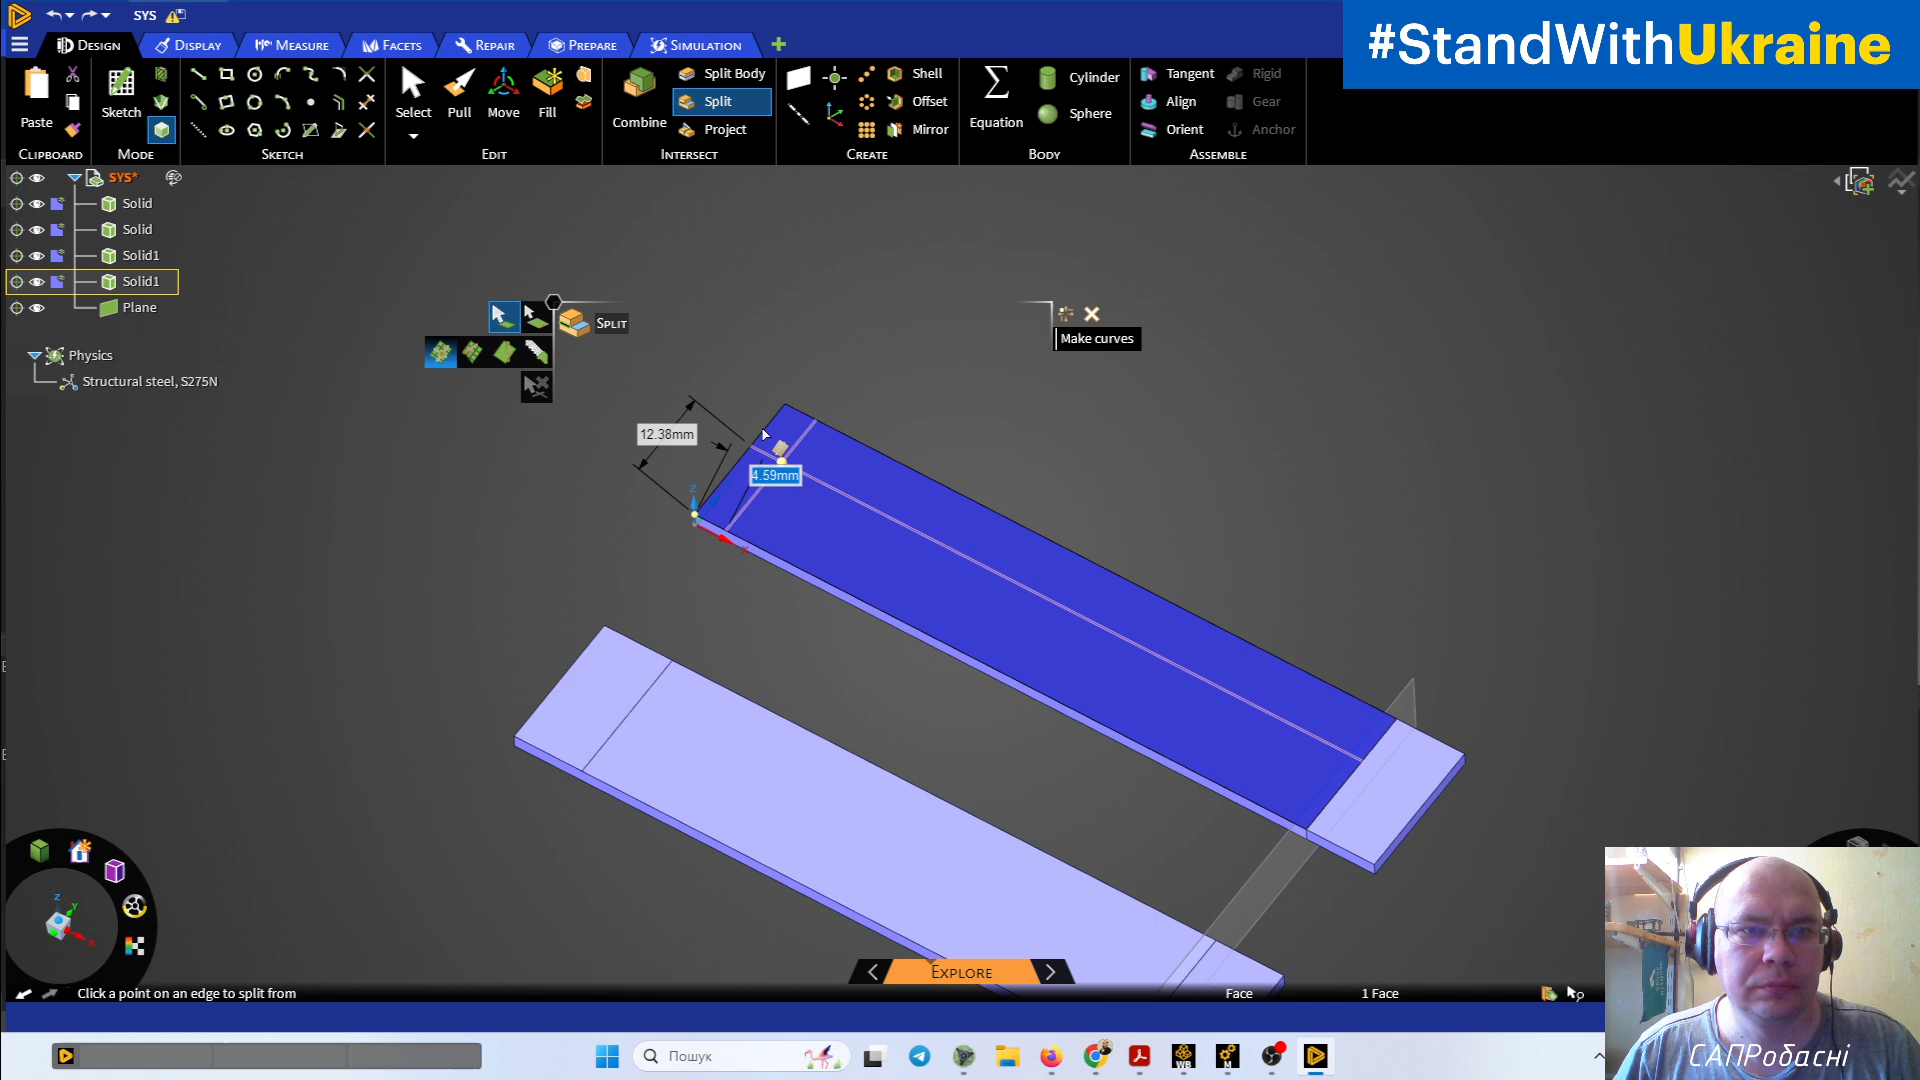 SYS
#StandWithUkraine
DESIGN
DISPLAY
MEASURE
FACETS
REPAIR
PREPARE
SIMULATION
Paste
CLIPBOARD
Sketch
MODE
SKETCH
Select
Pull
Move
Fill
EDIT
Combine
Split Body
Split
Project
INTERSECT
Shell
Offset
Mirror
CREATE
Equation
Cylinder
Sphere
BODY
Tangent
Align
Orient
Rigid
Gear
Anchor
ASSEMBLE
SYS*
Solid
Solid
Solid1
Solid1
Plane
Physics
Structural steel, S275N
SPLIT
Make curves
12.38mm
4.59mm
Z
X
Z
Y
X
EXPLORE
Click a point on an edge to split from
Face
1 Face
Пошук
WB
M
САПРобасні